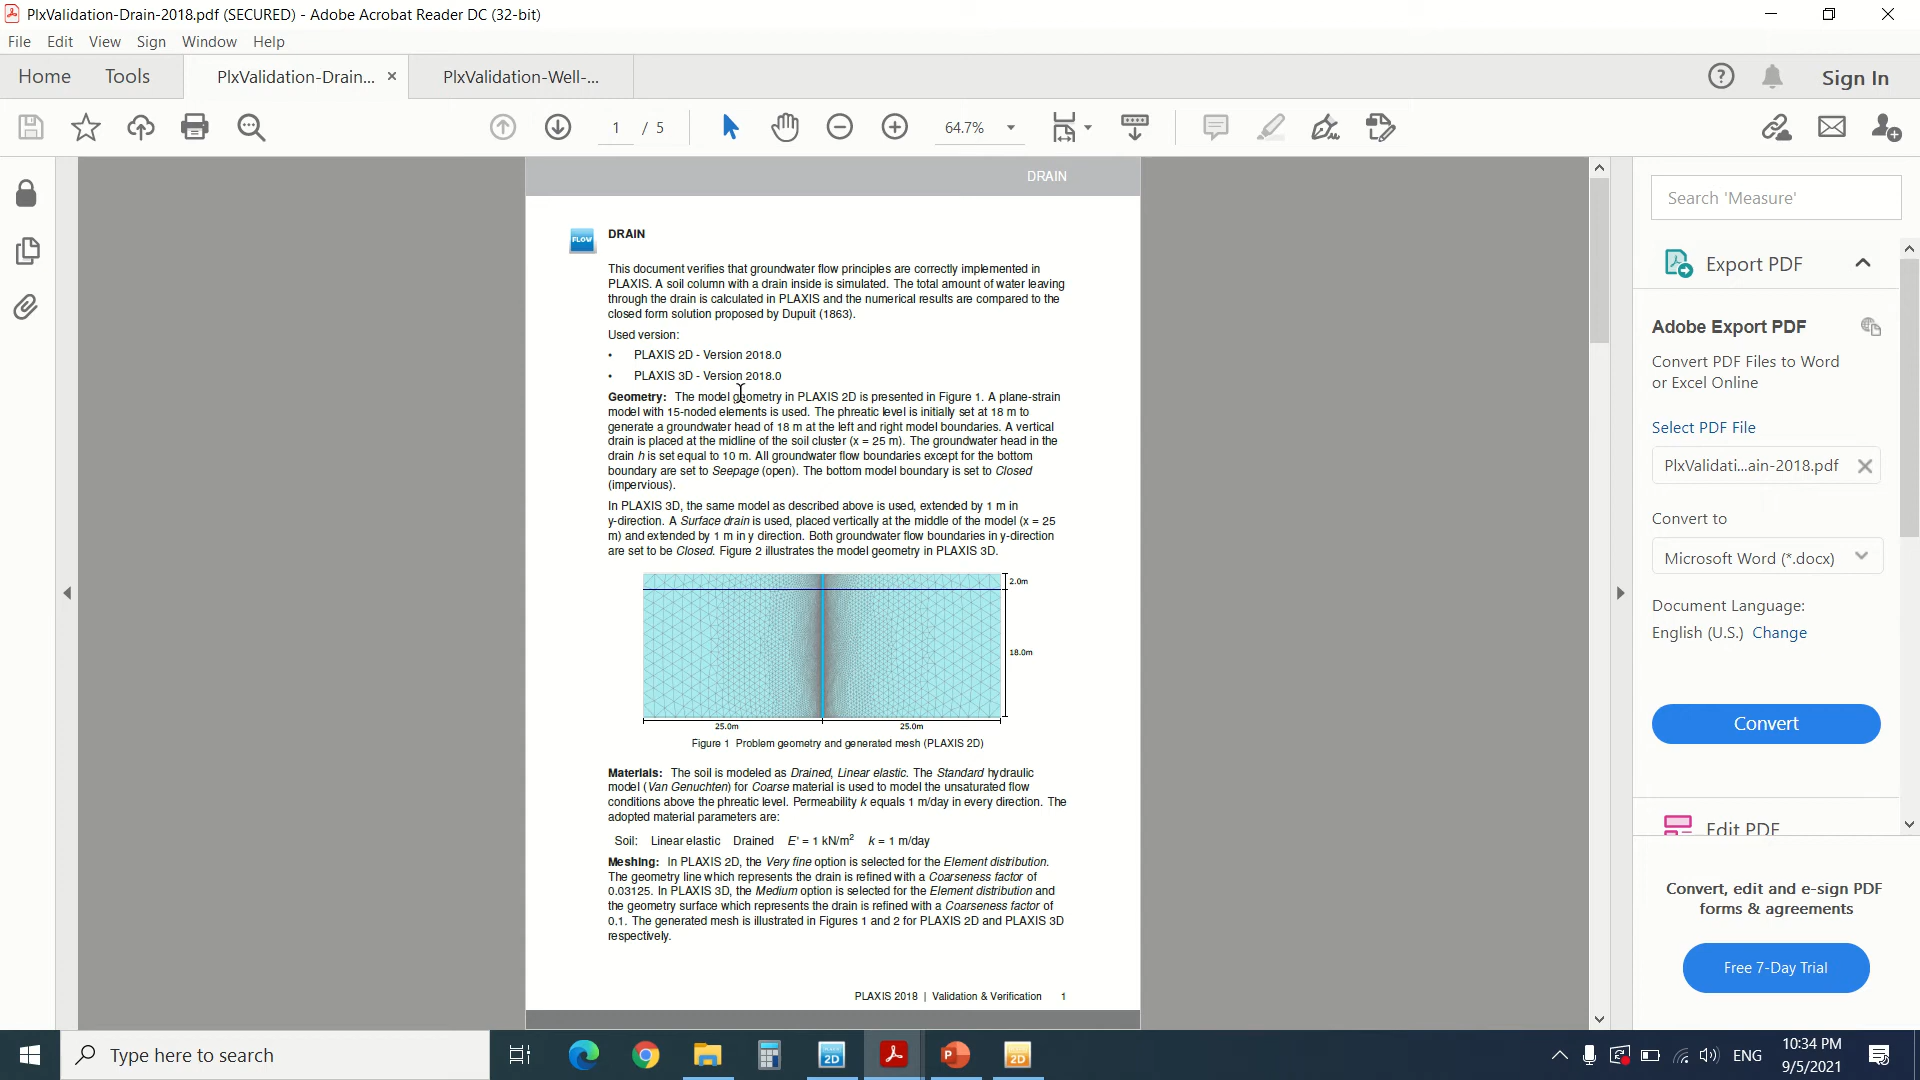 PlxValidation-Drain-2018.pdf (SECURED) - Adobe Acrobat Reader DC (32-bit)
File Edit View Sign Window Help
Home Tools PlxValidation-Drain... × PlxValidation-Well-... Sign In
1 / 5 64.7%
DRAIN
FLOW DRAIN
This document verifies that groundwater flow principles are correctly implemented in
PLAXIS. A soil column with a drain inside is simulated. The total amount of water leaving
through the drain is calculated in PLAXIS and the numerical results are compared to the
closed form solution proposed by Dupuit (1863).
Used version:
• PLAXIS 2D - Version 2018.0
• PLAXIS 3D - Version 2018.0
Geometry: The model geometry in PLAXIS 2D is presented in Figure 1. A plane-strain
model with 15-noded elements is used. The phreatic level is initially set at 18 m to
generate a groundwater head of 18 m at the left and right model boundaries. A vertical
drain is placed at the midline of the soil cluster (x = 25 m). The groundwater head in the
drain h is set equal to 10 m. All groundwater flow boundaries except for the bottom
boundary are set to Seepage (open). The bottom model boundary is set to Closed
(impervious).
In PLAXIS 3D, the same model as described above is used, extended by 1 m in
y-direction. A Surface drain is used, placed vertically at the middle of the model (x = 25
m) and extended by 1 m in y direction. Both groundwater flow boundaries in y-direction
are set to be Closed. Figure 2 illustrates the model geometry in PLAXIS 3D.
2.0m
18.0m
25.0m 25.0m
Figure 1 Problem geometry and generated mesh (PLAXIS 2D)
Materials: The soil is modeled as Drained, Linear elastic. The Standard hydraulic
model (Van Genuchten) for Coarse material is used to model the unsaturated flow
conditions above the phreatic level. Permeability k equals 1 m/day in every direction. The
adopted material parameters are:
Soil: Linear elastic Drained E' = 1 kN/m² k = 1 m/day
Meshing: In PLAXIS 2D, the Very fine option is selected for the Element distribution.
The geometry line which represents the drain is refined with a Coarseness factor of
0.03125. In PLAXIS 3D, the Medium option is selected for the Element distribution and
the geometry surface which represents the drain is refined with a Coarseness factor of
0.1. The generated mesh is illustrated in Figures 1 and 2 for PLAXIS 2D and PLAXIS 3D
respectively.
PLAXIS 2018 | Validation & Verification 1
Search 'Measure'
Export PDF
Adobe Export PDF
Convert PDF Files to Word
or Excel Online
Select PDF File
PlxValidati...ain-2018.pdf
Convert to
Microsoft Word (*.docx)
Document Language:
English (U.S.) Change
Convert
Edit PDF
Convert, edit and e-sign PDF
forms & agreements
Free 7-Day Trial
Type here to search
2D
P
2D
ENG
10:34 PM
9/5/2021